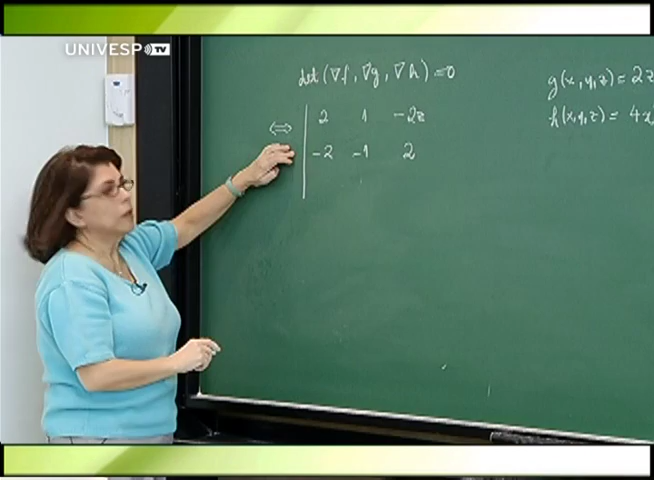 UNIVESP TV
det (∇f, ∇g, ∇h) = 0
g(x, y, z) = 2z
h(x, y, z) = 4x
⇔ | 2 1 -2z
-2 -1 2